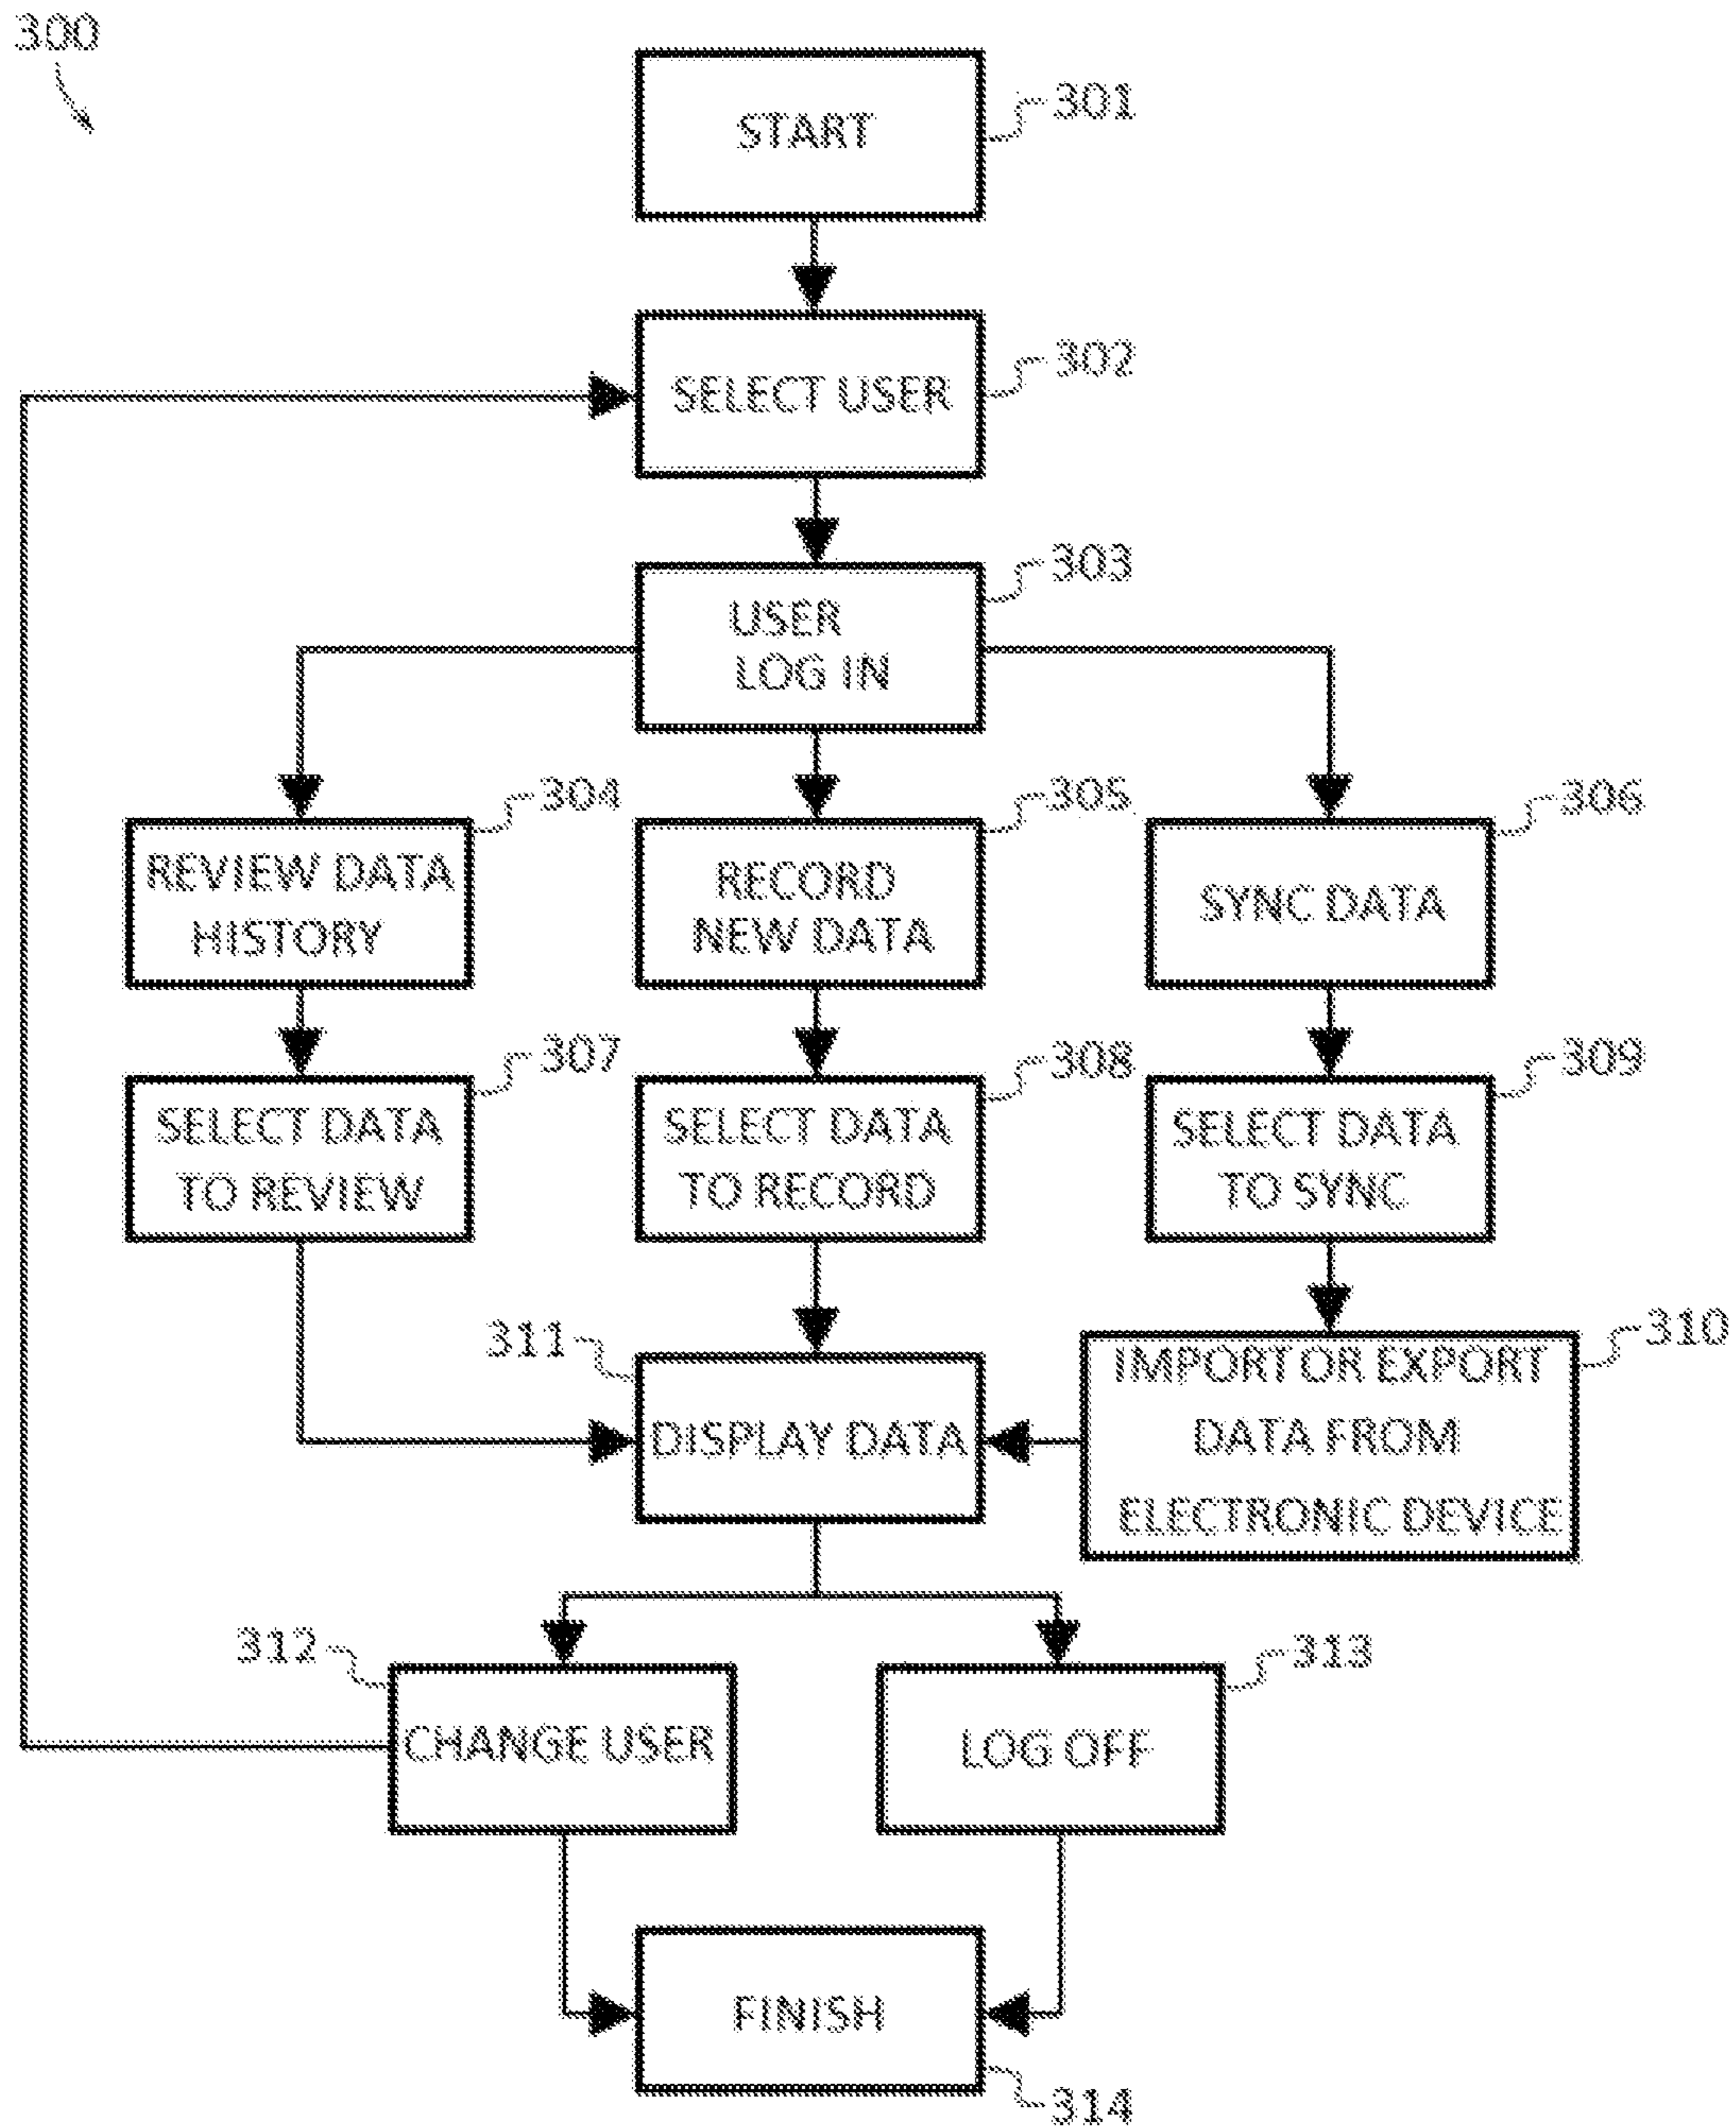 300
START
301
SELECT USER
302
USER
LOG IN
303
REVIEW DATA
HISTORY
304
RECORD
NEW DATA
305
SYNC DATA
306
SELECT DATA
TO REVIEW
307
SELECT DATA
TO RECORD
308
SELECT DATA
TO SYNC
309
311
DISPLAY DATA
IMPORT OR EXPORT
DATA FROM
ELECTRONIC DEVICE
310
312
CHANGE USER
LOG OFF
313
FINISH
314